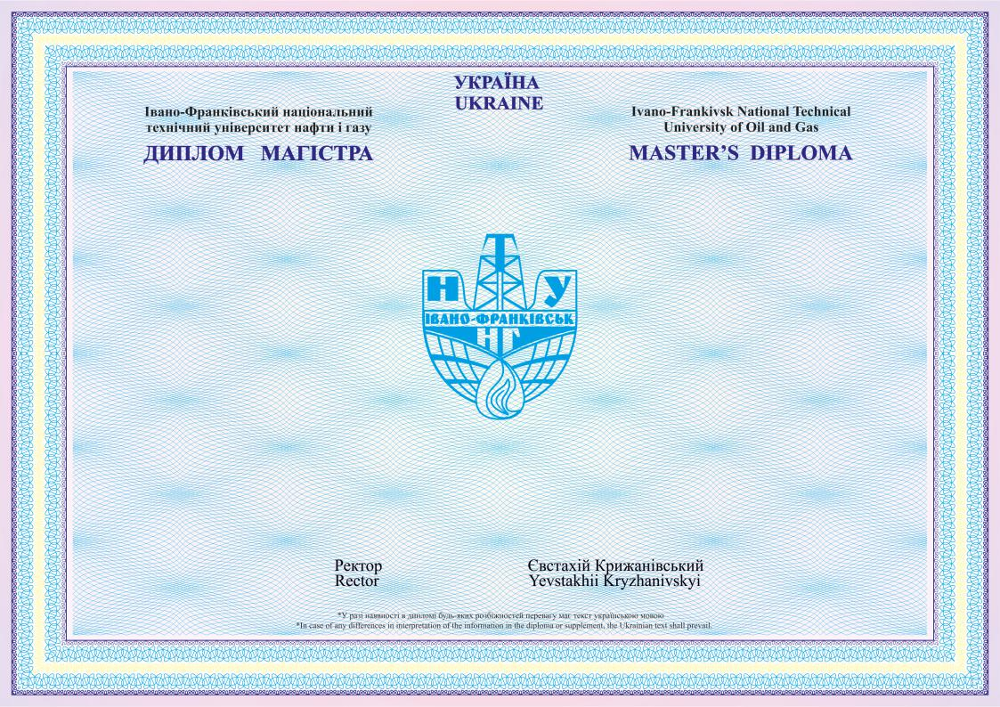 УКРАЇНА
UKRAINE
Івано-Франківський національний
технічний університет нафти і газу
ДИПЛОМ МАГІСТРА
Ivano-Frankivsk National Technical
University of Oil and Gas
MASTER’S DIPLOMA
Т
Н У
ІВАНО-ФРАНКІВСЬК
НГ
Ректор
Rector
Євстахій Крижанівський
Yevstakhii Kryzhanivskyi
*У разі наявності в дипломі будь-яких розбіжностей перевагу має текст українською мовою
*In case of any differences in interpretation of the information in the diploma or supplement, the Ukrainian text shall prevail.